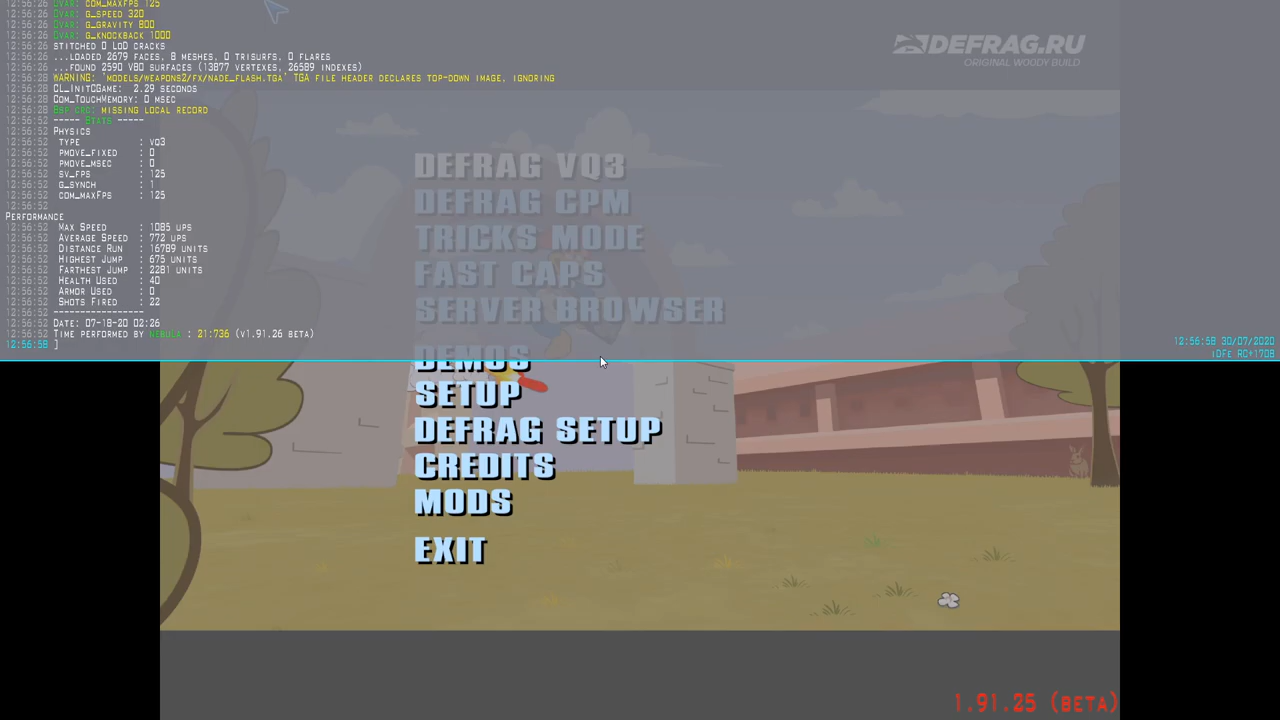 12:56:26 CVAR: COM_MAXFPS 125
12:56:26 CVAR: G_SPEED 320
12:56:26 CVAR: G_GRAVITY 800
12:56:26 CVAR: G_KNOCKBACK 1000
12:56:26 STITCHED 0 LOD CRACKS
12:56:26 ...LOADED 2679 FACES, 8 MESHES, 0 TRISURFS, 0 FLARES
12:56:26 ...FOUND 2590 VBO SURFACES (13877 VERTEXES, 26589 INDEXES)
12:56:28 WARNING: 'MODELS/WEAPONS2/FX/NADE_FLASH.TGA' TGA FILE HEADER DECLARES TOP-DOWN IMAGE, IGNORING
12:56:28 CL_INITCGAME: 2.29 SECONDS
12:56:28 COM_TOUCHMEMORY: 0 MSEC
12:56:28 BSP CRC: MISSING LOCAL RECORD
12:56:52 ----- STATS -----
12:56:52 PHYSICS
12:56:52 TYPE : VQ3
12:56:52 PMOVE_FIXED : 0
12:56:52 PMOVE_MSEC : 0
12:56:52 SV_FPS : 125
12:56:52 G_SYNCH : 1
12:56:52 COM_MAXFPS : 125
12:56:52
PERFORMANCE
12:56:52 MAX SPEED : 1085 UPS
12:56:52 AVERAGE SPEED : 772 UPS
12:56:52 DISTANCE RUN : 16789 UNITS
12:56:52 HIGHEST JUMP : 675 UNITS
12:56:52 FARTHEST JUMP : 2281 UNITS
12:56:52 HEALTH USED : 40
12:56:52 ARMOR USED : 0
12:56:52 SHOTS FIRED : 22
12:56:52 -----------------
12:56:52 DATE: 07-18-20 02:26
12:56:52 TIME PERFORMED BY NEBULA : 21:736 (V1.91.26 BETA)
12:56:58 ]
12:56:58 30/07/2020
IDFE RC*1708
DEFRAG.RU
ORIGINAL WOODY BUILD
DEFRAG VQ3
DEFRAG CPM
TRICKS MODE
FAST CAPS
SERVER BROWSER
DEMOS
SETUP
DEFRAG SETUP
CREDITS
MODS
EXIT
1.91.25 (BETA)